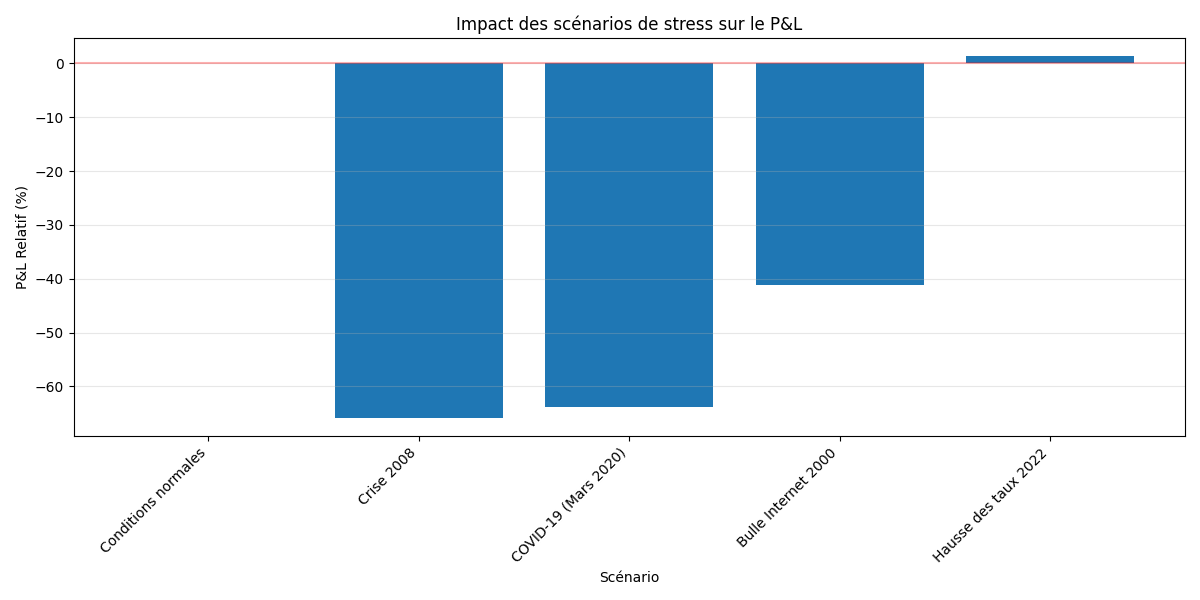 Impact des scénarios de stress sur le P&L
P&L Relatif (%)
0
−10
−20
−30
−40
−50
−60
Conditions normales
Crise 2008
COVID-19 (Mars 2020)
Bulle Internet 2000
Hausse des taux 2022
Scénario